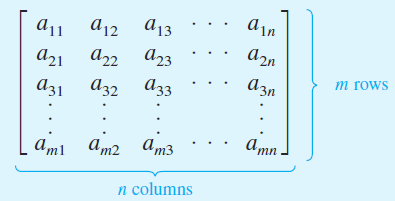 a₁₁ a₁₂ a₁₃ · · · a₁ₙ
a₂₁ a₂₂ a₂₃ · · · a₂ₙ
a₃₁ a₃₂ a₃₃ · · · a₃ₙ m rows
⋮ ⋮ ⋮ ⋮
aₘ₁ aₘ₂ aₘ₃ · · · aₘₙ
n columns